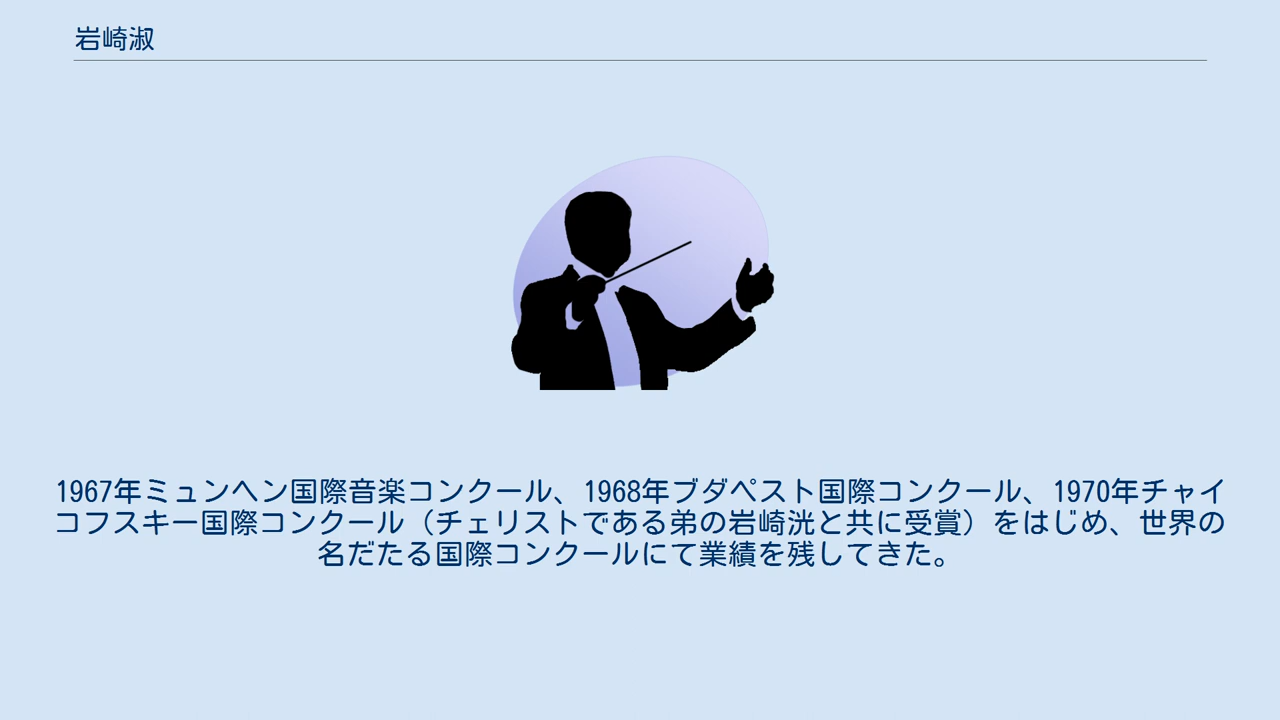 岩崎淑
1967年ミュンヘン国際音楽コンクール、1968年ブダペスト国際コンクール、1970年チャイ
コフスキー国際コンクール（チェリストである弟の岩崎洸と共に受賞）をはじめ、世界の
名だたる国際コンクールにて業績を残してきた。